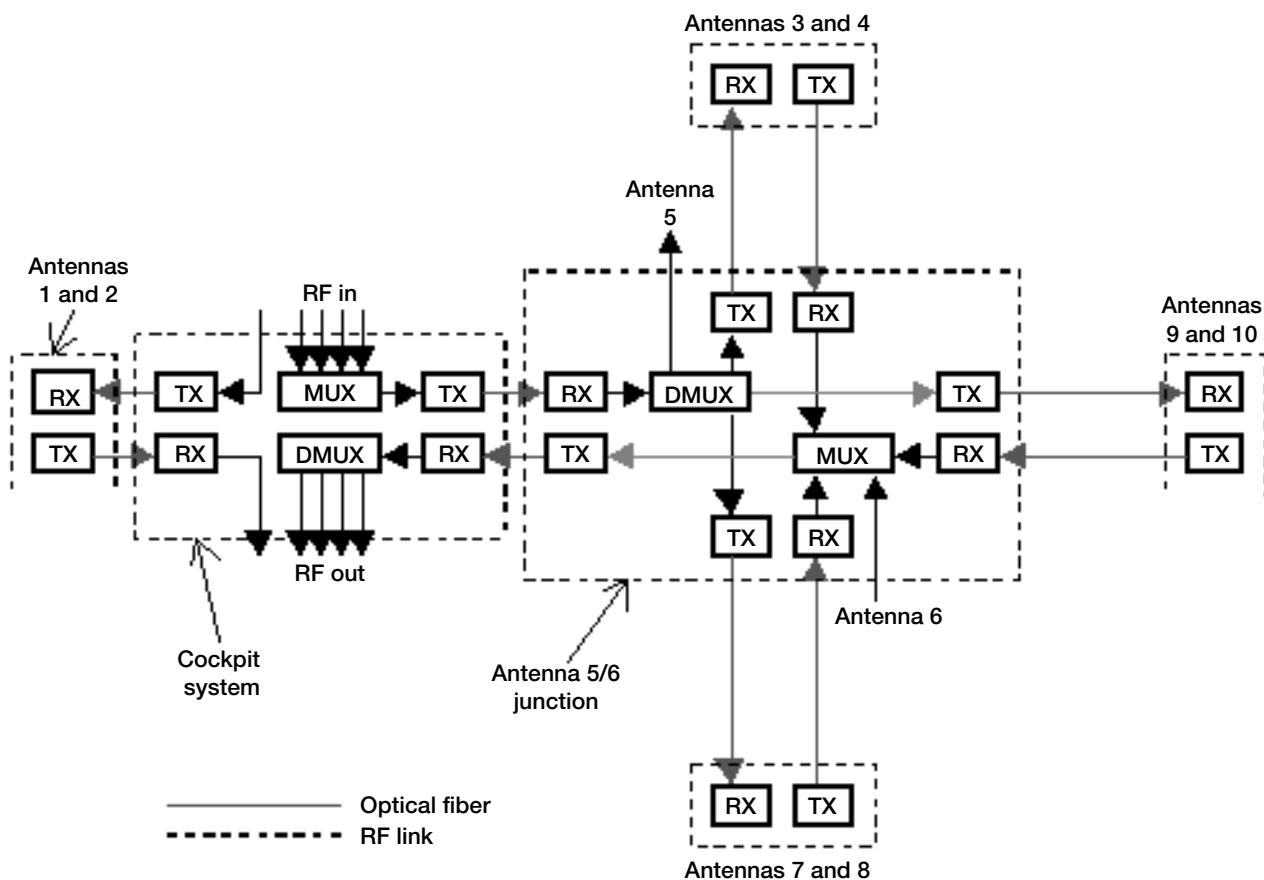 Antennas 3 and 4
RX
TX
Antenna
5
Antennas
1 and 2
RF in
TX
RX
Antennas
9 and 10
RX
TX
MUX
TX
RX
DMUX
TX
RX
TX
RX
DMUX
RX
TX
MUX
RX
TX
TX
RX
RF out
Antenna 6
Cockpit
system
Antenna 5/6
junction
RX
TX
Optical fiber
RF link
Antennas 7 and 8